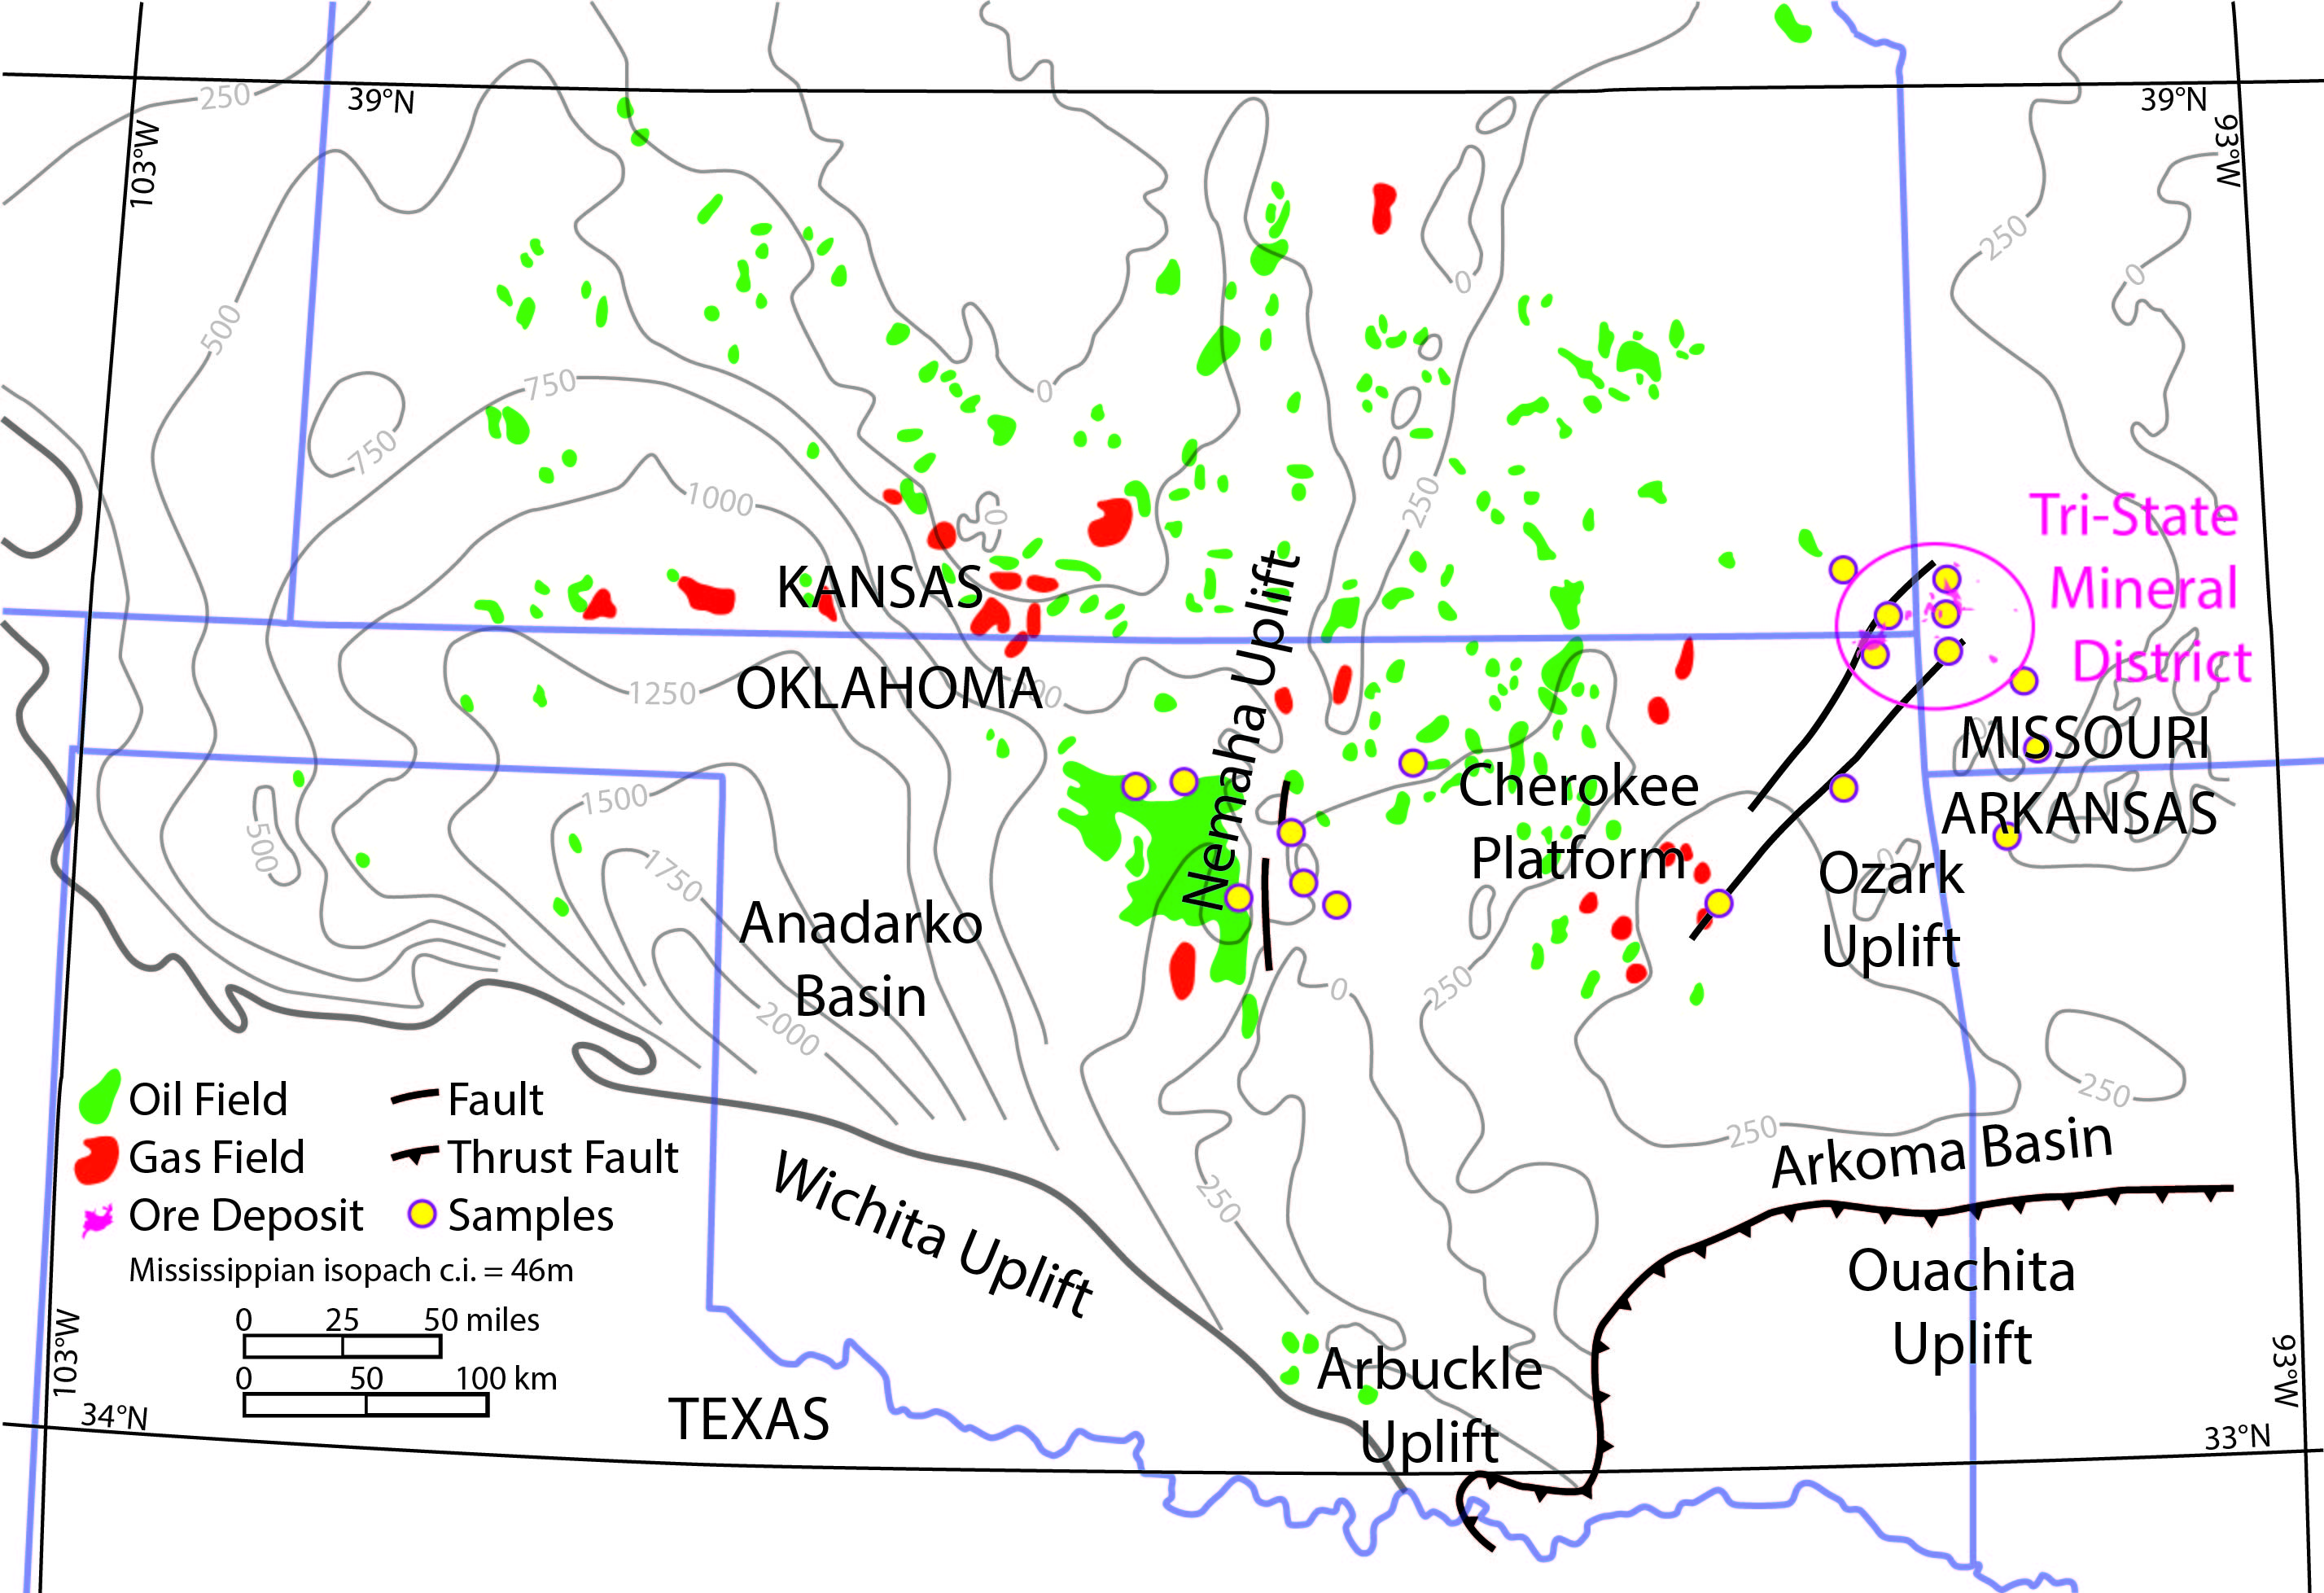 250
39°N
39°N
103°W
93°W
250
0
0
500
750
750
0
1000
250
0
Tri-State
Mineral
District
KANSAS
Nemaha Uplift
OKLAHOMA
1250
MISSOURI
0
1500
Cherokee
Platform
ARKANSAS
500
1750
0
Ozark
Uplift
Anadarko
Basin
2000
0
250
250
250
Arkoma Basin
Oil Field
Fault
Gas Field
Thrust Fault
Ore Deposit
Samples
Mississippian isopach c.i. = 46m
0 25 50 miles
0 50 100 km
Wichita Uplift
250
Ouachita
Uplift
Arbuckle
Uplift
TEXAS
103°W
93°W
34°N
33°N